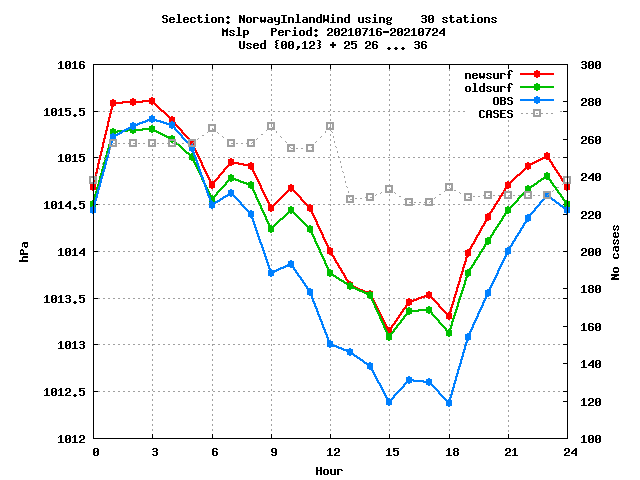 Selection: NorwayInlandWind using    30 stations
Mslp   Period: 20210716-20210724
Used {00,12} + 25 26 ... 36
newsurf
oldsurf
OBS
CASES
hPa
1016
1015.5
1015
1014.5
1014
1013.5
1013
1012.5
1012
300
280
260
240
220
200
180
160
140
120
100
No cases
0 3 6 9 12 15 18 21 24
Hour